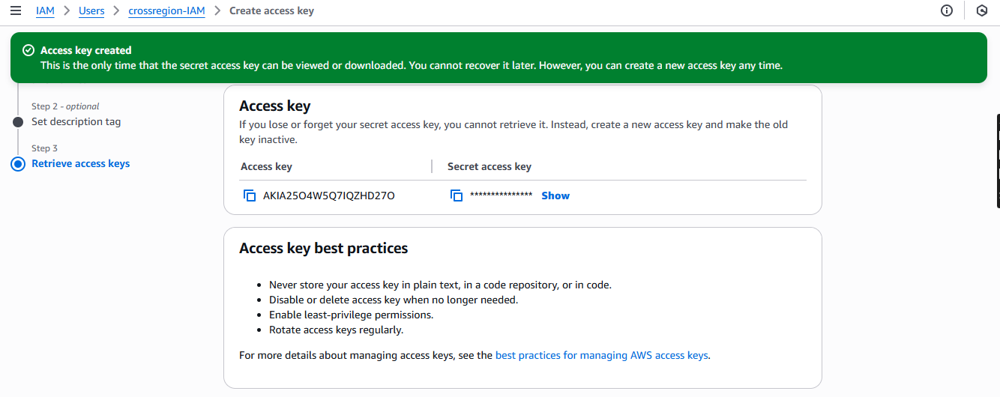 IAM > Users > crossregion-IAM > Create access key
Access key created
This is the only time that the secret access key can be viewed or downloaded. You cannot recover it later. However, you can create a new access key any time.
Step 2 - optional
Set description tag
Step 3
Retrieve access keys
Access key
If you lose or forget your secret access key, you cannot retrieve it. Instead, create a new access key and make the old
key inactive.
Access key
Secret access key
AKIA25O4W5Q7IQZHD27O
*************** Show
Access key best practices
• Never store your access key in plain text, in a code repository, or in code.
• Disable or delete access key when no longer needed.
• Enable least-privilege permissions.
• Rotate access keys regularly.
For more details about managing access keys, see the best practices for managing AWS access keys.